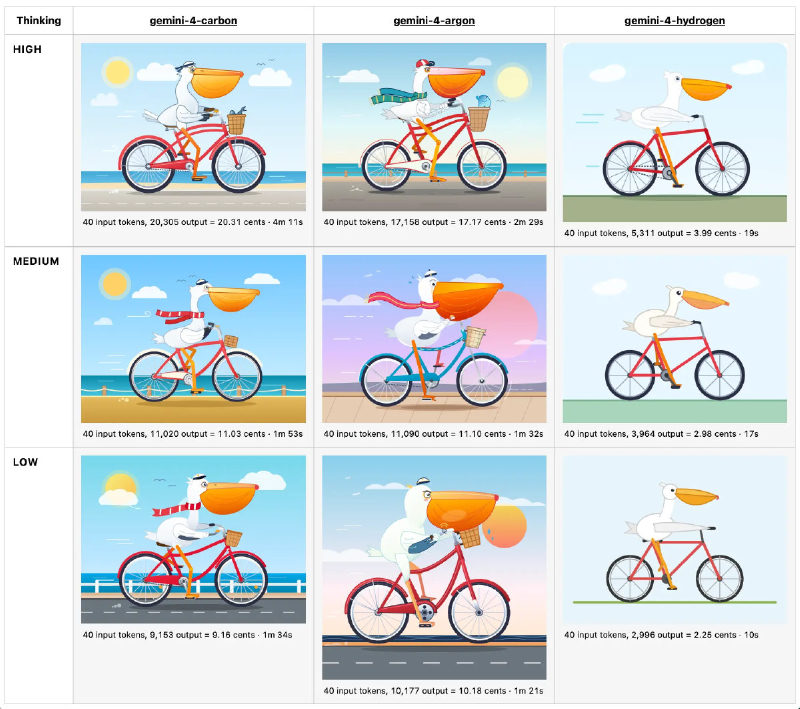 Thinking gemini-4-carbon gemini-4-argon gemini-4-hydrogen
HIGH
40 input tokens, 20,305 output = 20.31 cents · 4m 11s
40 input tokens, 17,156 output = 17.17 cents · 2m 29s
40 input tokens, 5,311 output = 3.99 cents · 19s
MEDIUM
40 input tokens, 11,020 output = 11.03 cents · 1m 53s
40 input tokens, 11,090 output = 11.10 cents · 1m 32s
40 input tokens, 3,964 output = 2.98 cents · 17s
LOW
40 input tokens, 9,153 output = 9.16 cents · 1m 34s
40 input tokens, 10,177 output = 10.18 cents · 1m 21s
40 input tokens, 2,996 output = 2.25 cents · 10s